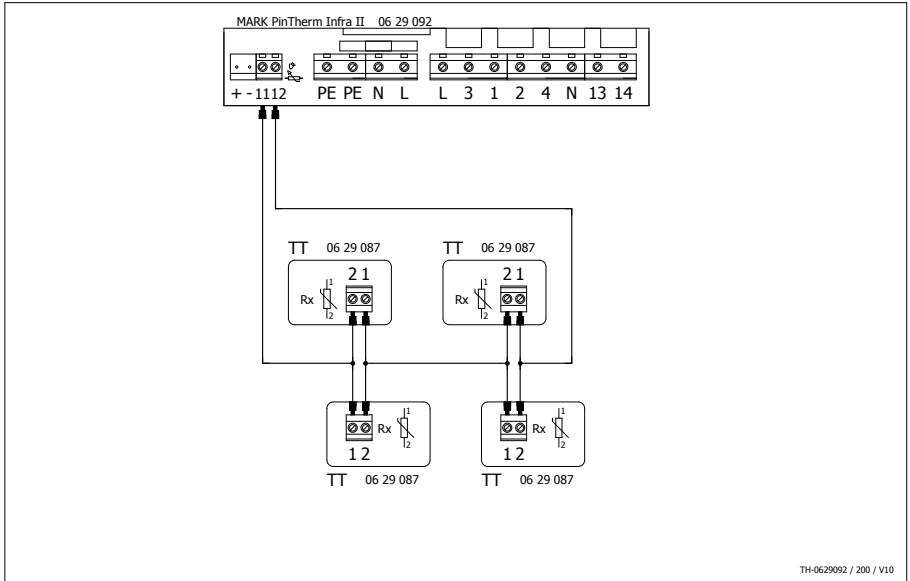 MARK PinTherm Infra II 06 29 092
+ - 11 12 PE PE N L L 3 1 2 4 N 13 14
TT 06 29 087 TT 06 29 087
2 1 2 1
Rx 1 Rx 1
2 2
Rx 1 Rx 1
2 2
1 2 1 2
TT 06 29 087 TT 06 29 087
TH-0629092 / 200 / V10